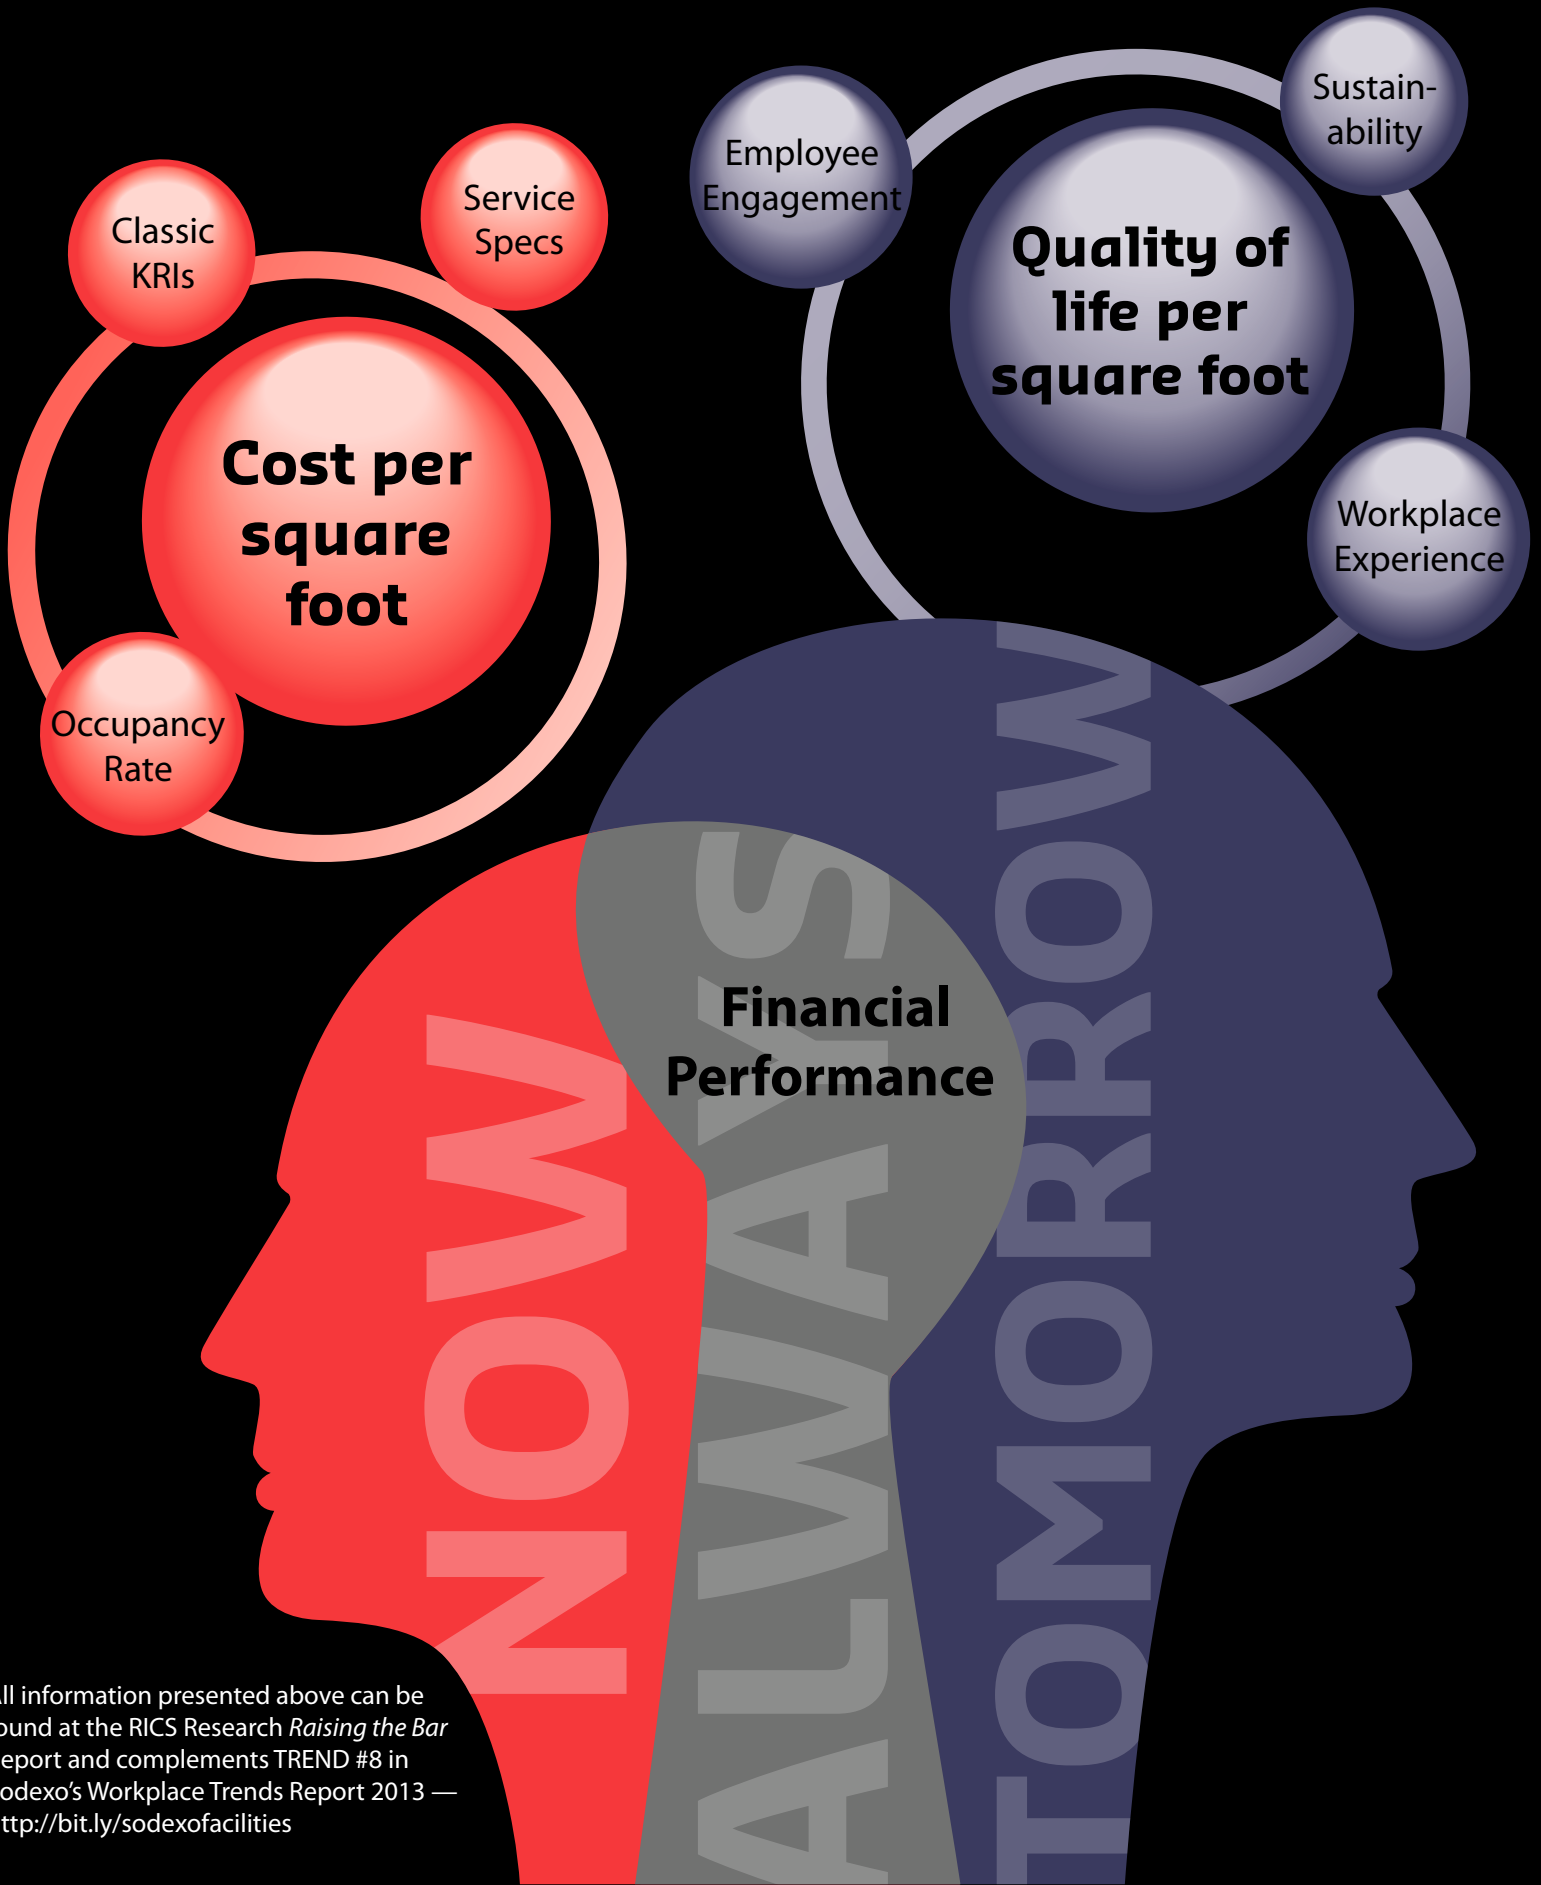 Classic
KRIs
Service
Specs
Cost per
square
foot
Occupancy
Rate
Employee
Engagement
Sustain-
ability
Quality of
life per
square foot
Workplace
Experience
Financial
Performance
NOW
ALWAYS
TOMORROW
ll information presented above can be
ound at the RICS Research Raising the Bar
eport and complements TREND #8 in
odexo’s Workplace Trends Report 2013 —
ttp://bit.ly/sodexofacilities